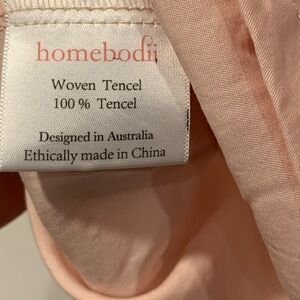 homebodii
Woven Tencel
100 % Tencel
Designed in Australia
Ethically made in China